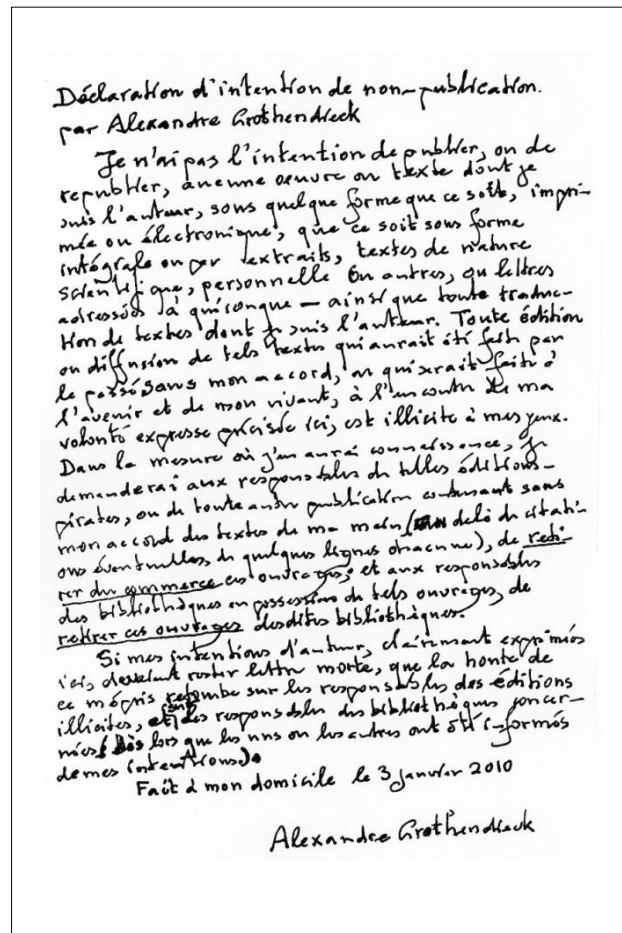 Déclaration d'intention de non-publication.
par Alexandre Grothendieck
Je n'ai pas l'intention de publier, ou de
republier, aucune oeuvre ou texte dont je
suis l'auteur, sous quelque forme que ce soit, impri-
mée ou électronique, que ce soit sous forme
intégrale ou par extraits, textes de nature
scientifique, personnelle ou autres, ou lettres
adressées à quiconque — ainsi que toute traduc-
tion de textes dont je suis l'auteur. Toute édition
ou diffusion de tels textes qui aurait été faite par
le passé sans mon accord, ou qui serait faite à
l'avenir et de mon vivant, à l'encontre de ma
volonté expresse précisée ici, est illicite à mes yeux.
Dans la mesure où j'en aurai connaissance, je
demanderai aux responsables de telles éditions-
pirates, ou de toute autre publication contenant sans
mon accord des textes de ma main (au delà de citati-
ons éventuelles de quelques lignes chacune), de reti-
rer du commerce ces ouvrages; et aux responsables
des bibliothèques en possession de tels ouvrages, de
retirer ces ouvrages desdites bibliothèques.
Si mes intentions d'auteur, clairement exprimées
ici, devaient rester lettre morte, que la honte de
ce mépris retombe sur les responsables des éditions
illicites, et sur les responsables des bibliothèques concer-
nées (dès lors que les uns ou les autres ont été informés
de mes intentions).
Fait à mon domicile le 3 janvier 2010
Alexandre Grothendieck